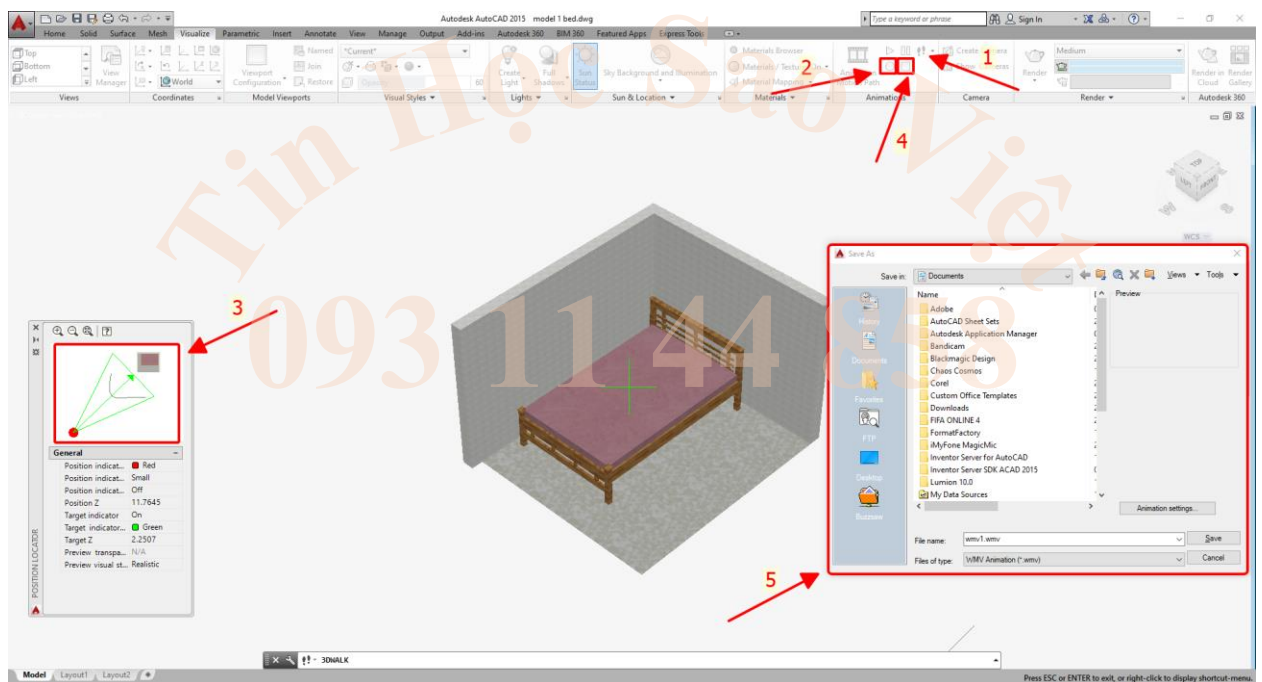 Autodesk AutoCAD 2015 model 1 bed.dwg
Type a keyword or phrase
Sign In
Home Solid Surface Mesh Visualize Parametric Insert Annotate View Manage Output Add-ins Autodesk 360 BIM 360 Featured Apps Express Tools
Top
Bottom
Left
View
Manager
World
Viewport
Configuration
Named
Join
Restore
*Current*
Opacity
60
Create
Light
Full
Shadows
Sun
Status
Sky Background and Illumination
Materials Browser
Materials / Textures On
Material Mapping
Create Camera
Render
Medium
Render in
Cloud
Render
Gallery
Views Coordinates Model Viewports Visual Styles Lights Sun & Location Materials Animations Camera Render Autodesk 360
1
2
4
Tin Học Sao Việt
093 11 44 858
TOP
LEFT
FRONT
WCS
3
POSITION LOCATOR
General
Position indicat... Red
Position indicat... Small
Position indicat... Off
Position Z 11.7645
Target indicator On
Target indicator... Green
Target Z 2.2507
Preview transpa... N/A
Preview visual st... Realistic
Save As
Save in: Documents
Views Tools
History
Documents
Favorites
FTP
Desktop
Buzzsaw
Name
Adobe
AutoCAD Sheet Sets
Autodesk Application Manager
Bandicam
Blackmagic Design
Chaos Cosmos
Corel
Custom Office Templates
Downloads
FIFA ONLINE 4
FormatFactory
iMyFone MagicMic
Inventor Server for AutoCAD
Inventor Server SDK ACAD 2015
Lumion 10.0
My Data Sources
Preview
Animation settings...
File name: wmv1.wmv
Save
Files of type: WMV Animation (*.wmv)
Cancel
5
3DWALK
Model Layout1 Layout2
Press ESC or ENTER to exit, or right-click to display shortcut-menu.